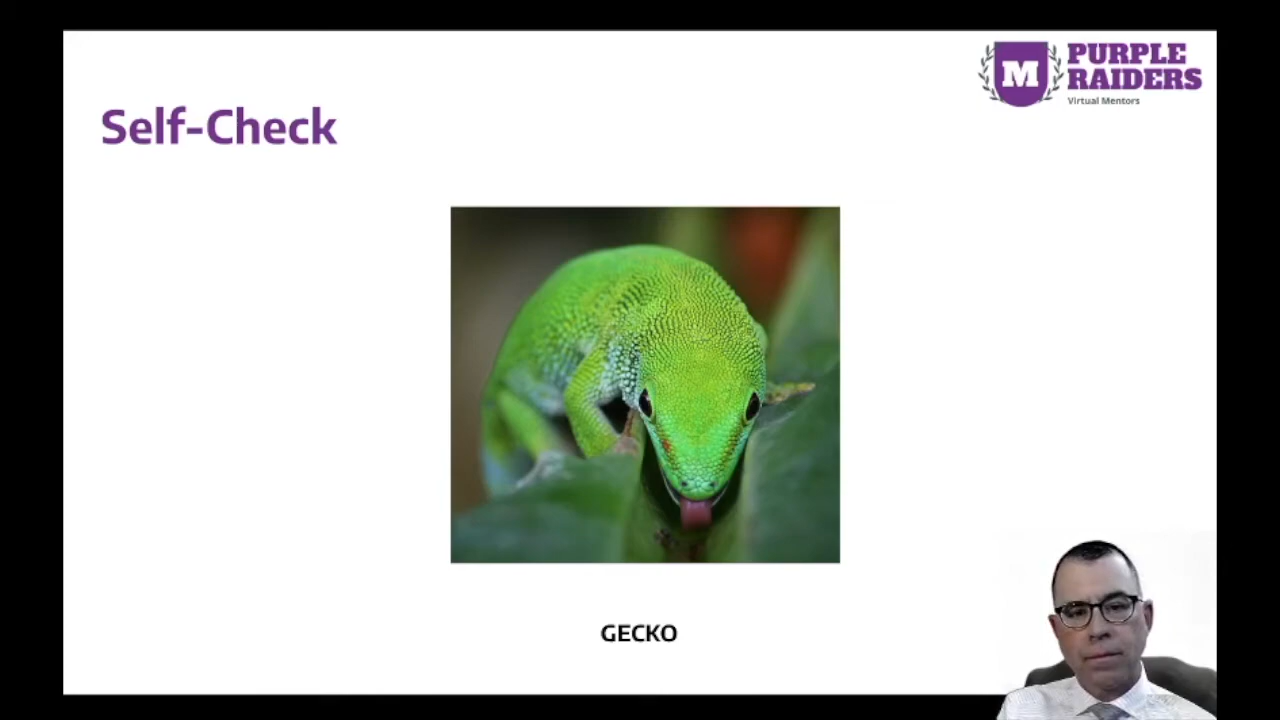 M
PURPLE
RAIDERS
Virtual Mentors
Self-Check
GECKO